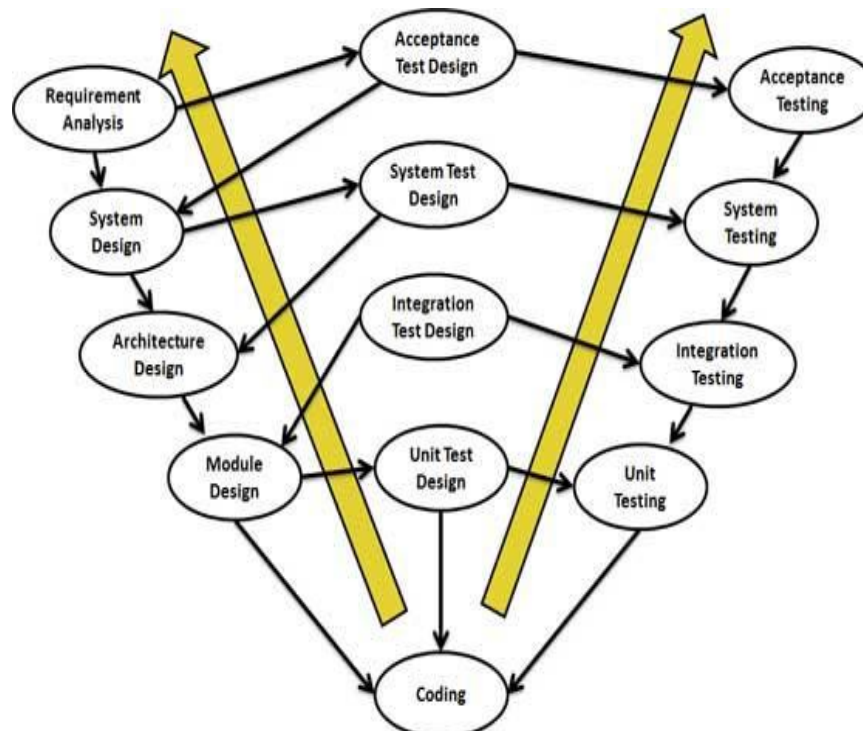 Acceptance
Test Design
Requirement
Analysis
Acceptance
Testing
System Test
Design
System
Design
System
Testing
Integration
Test Design
Architecture
Design
Integration
Testing
Module
Design
Unit Test
Design
Unit
Testing
Coding